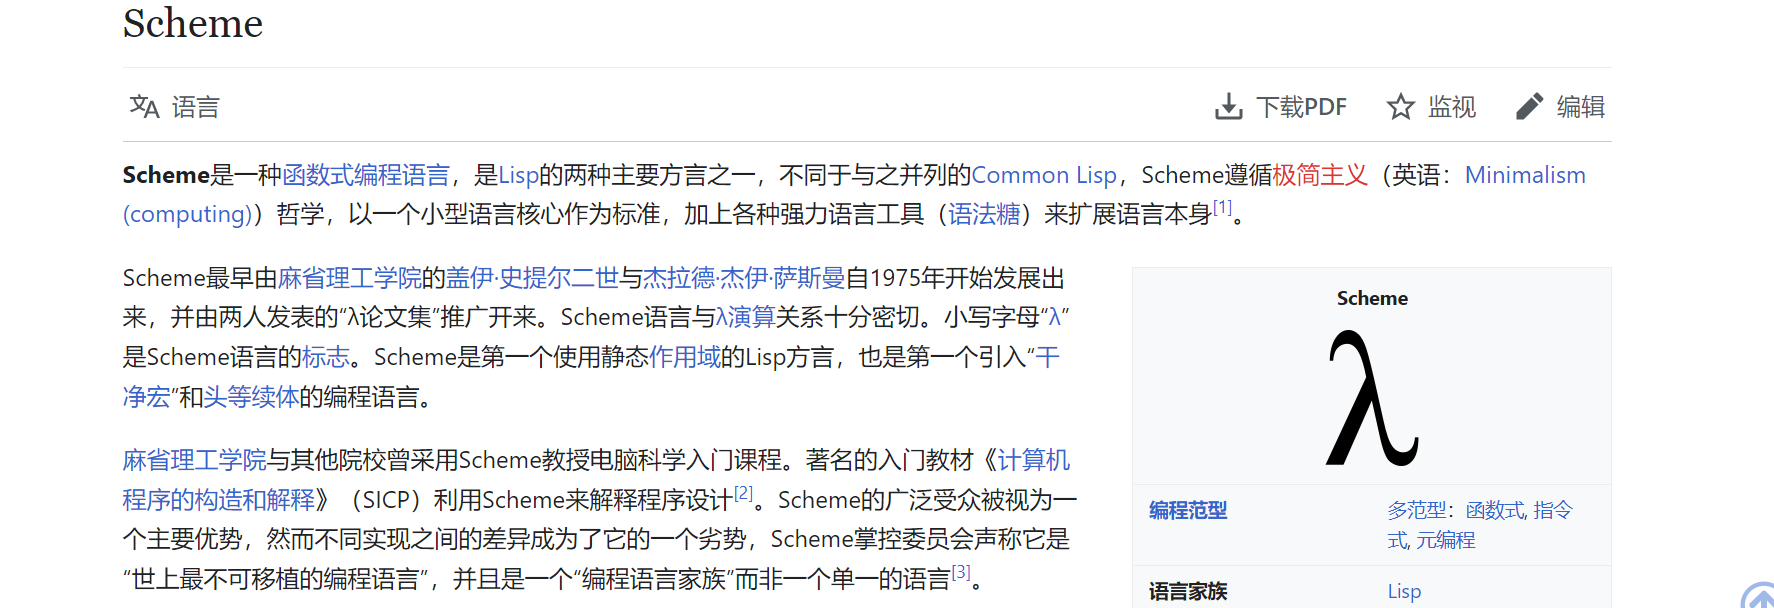 Scheme
语言
下载PDF
监视
编辑
Scheme是一种函数式编程语言，是Lisp的两种主要方言之一，不同于与之并列的Common Lisp，Scheme遵循极简主义（英语：Minimalism
(computing)）哲学，以一个小型语言核心作为标准，加上各种强力语言工具（语法糖）来扩展语言本身[1]。
Scheme最早由麻省理工学院的盖伊·史提尔二世与杰拉德·杰伊·萨斯曼自1975年开始发展出
来，并由两人发表的“λ论文集”推广开来。Scheme语言与λ演算关系十分密切。小写字母“λ”
是Scheme语言的标志。Scheme是第一个使用静态作用域的Lisp方言，也是第一个引入“干
净宏”和头等续体的编程语言。
麻省理工学院与其他院校曾采用Scheme教授电脑科学入门课程。著名的入门教材《计算机
程序的构造和解释》（SICP）利用Scheme来解释程序设计[2]。Scheme的广泛受众被视为一
个主要优势，然而不同实现之间的差异成为了它的一个劣势，Scheme掌控委员会声称它是
“世上最不可移植的编程语言”，并且是一个“编程语言家族”而非一个单一的语言[3]。
Scheme
λ
编程范型
多范型：函数式, 指令
式, 元编程
语言家族
Lisp